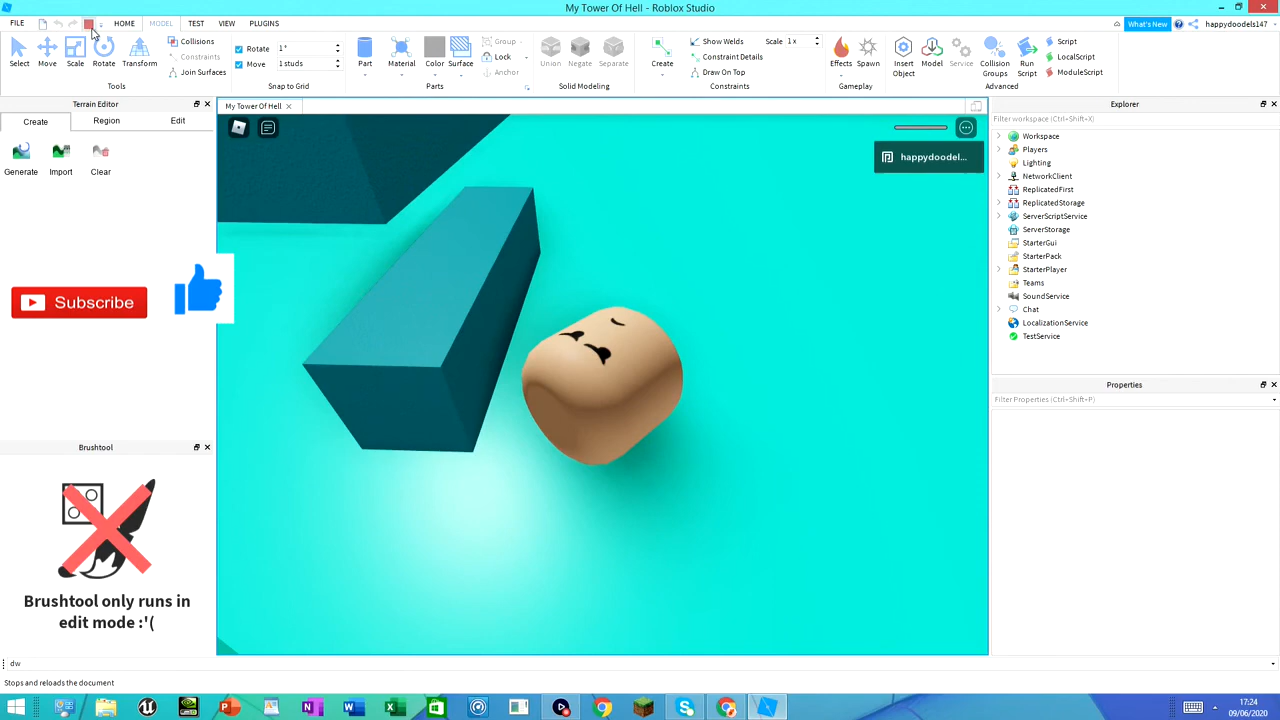 My Tower Of Hell - Roblox Studio
FILE HOME MODEL TEST VIEW PLUGINS
What's New happydoodels147
Select Move Scale Rotate Transform
Collisions
Constraints
Join Surfaces
Tools
Rotate 1°
Move 1 studs
Snap to Grid
Part Material Color Surface
Group
Lock
Anchor
Parts
Union Negate Separate
Solid Modeling
Create
Show Welds Scale 1 x
Constraint Details
Draw On Top
Constraints
Effects Spawn
Gameplay
Insert Object
Model
Service
Collision Groups
Run Script
Script
LocalScript
ModuleScript
Advanced
Terrain Editor
Create Region Edit
Generate Import Clear
Subscribe
Brushtool
Brushtool only runs in
edit mode :'(
My Tower Of Hell
happydoodel...
Explorer
Filter workspace (Ctrl+Shift+X)
Workspace
Players
Lighting
NetworkClient
ReplicatedFirst
ReplicatedStorage
ServerScriptService
ServerStorage
StarterGui
StarterPack
StarterPlayer
Teams
SoundService
Chat
LocalizationService
TestService
Properties
Filter Properties (Ctrl+Shift+P)
dw
Stops and reloads the document
17:24
09/06/2020